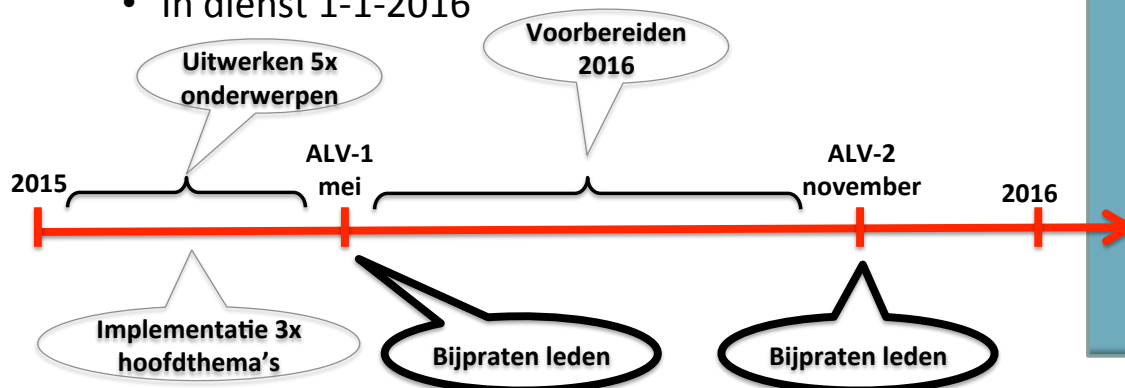 • In dienst 1-1-2016
Voorbereiden
2016
Uitwerken 5x
onderwerpen
ALV-1
mei
ALV-2
november
2015
2016
Implementatie 3x
hoofdthema's
Bijpraten leden
Bijpraten leden